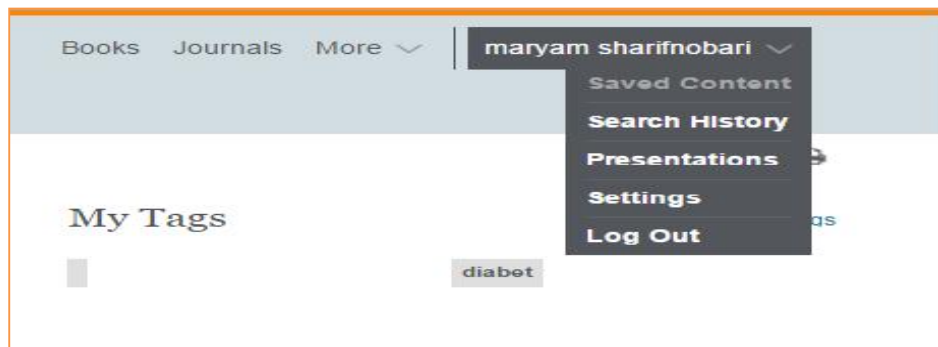 Books Journals More maryam sharifnobari
Saved Content
Search History
Presentations
Settings
Log Out
My Tags
diabet